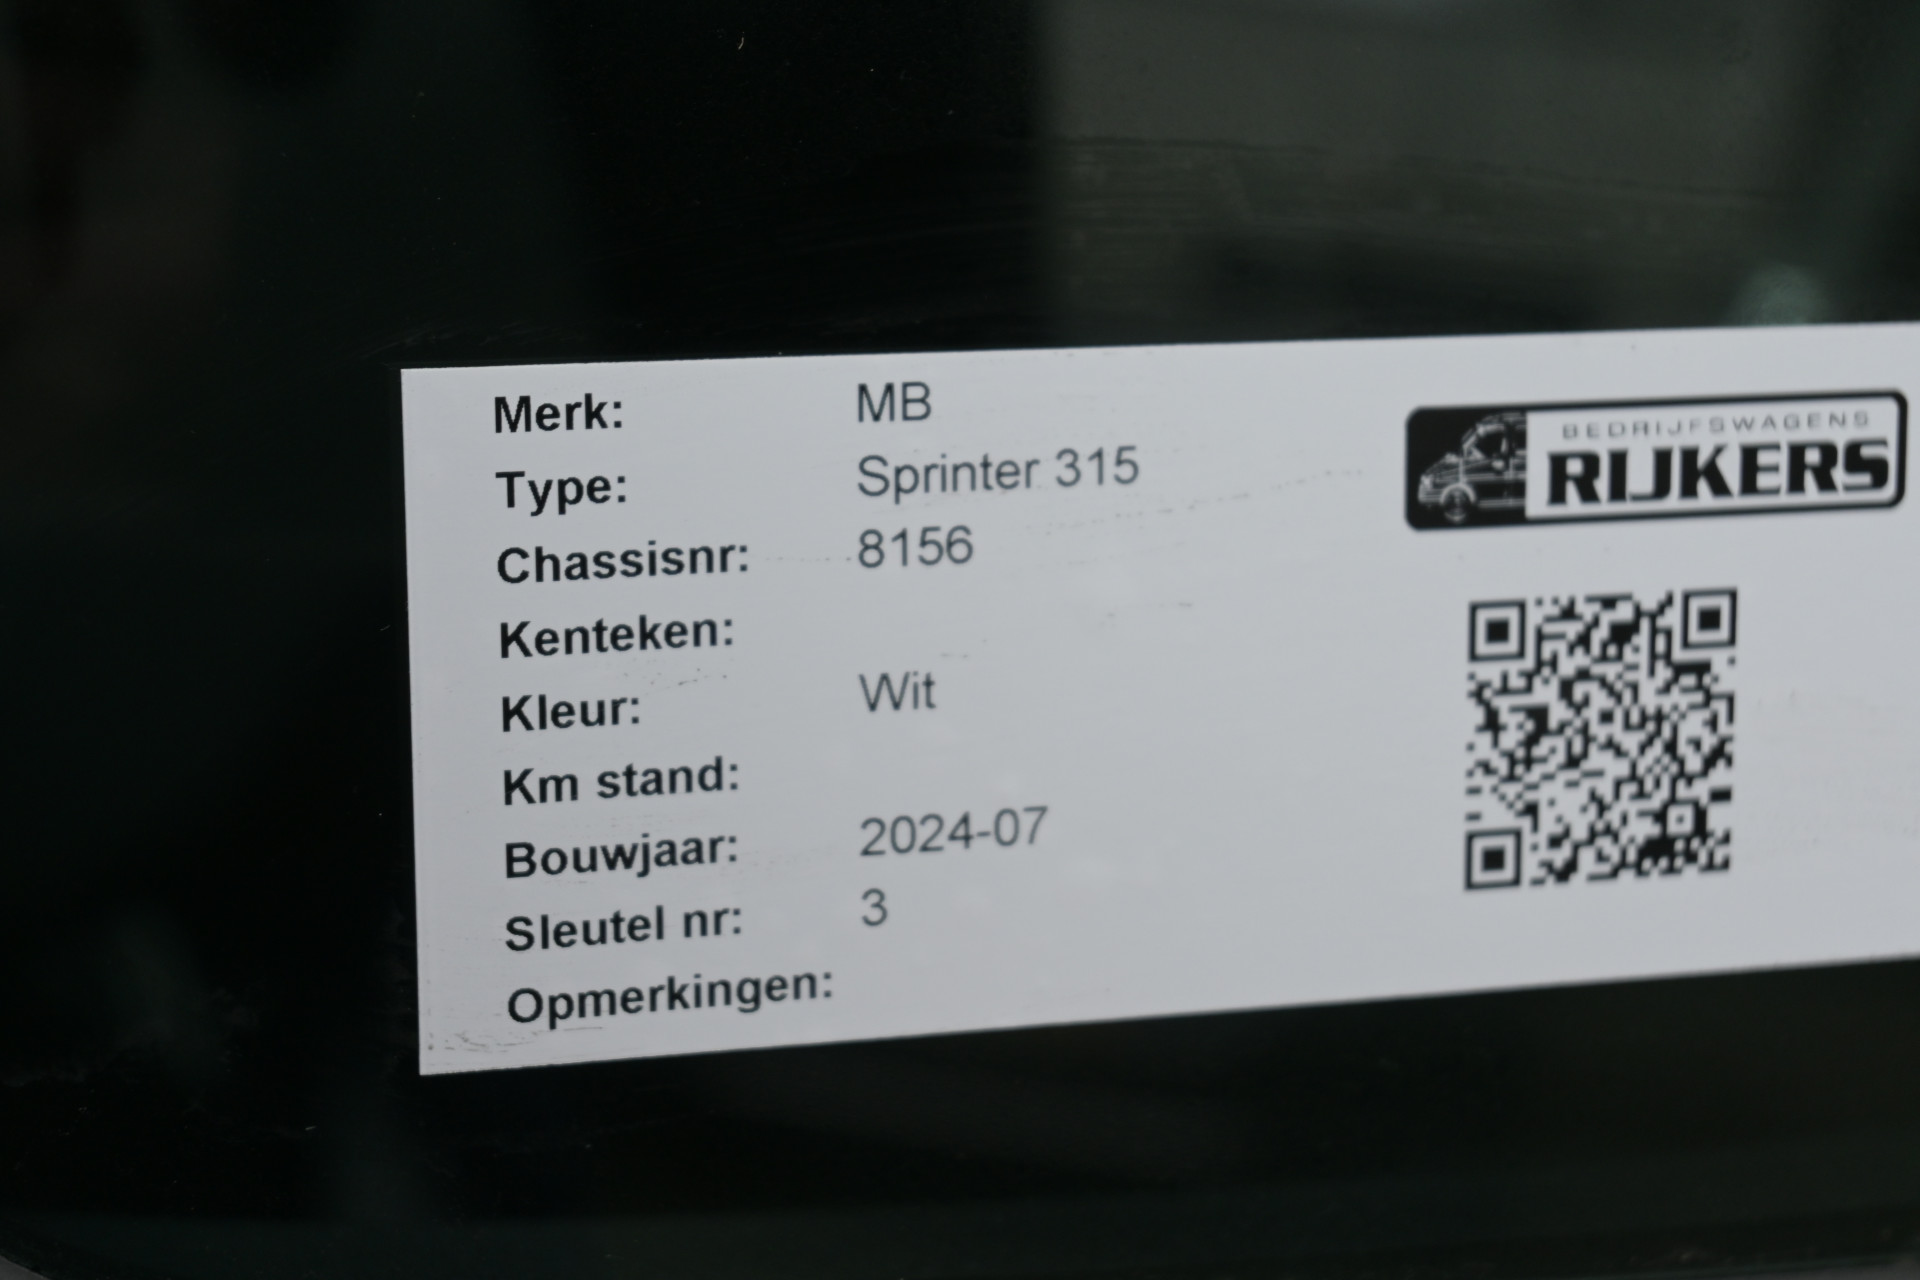 Merk: MB
Type: Sprinter 315
Chassisnr: 8156
Kenteken:
Kleur: Wit
Km stand:
Bouwjaar: 2024-07
Sleutel nr: 3
Opmerkingen:
BEDRIJFSWAGENS
RIJKERS